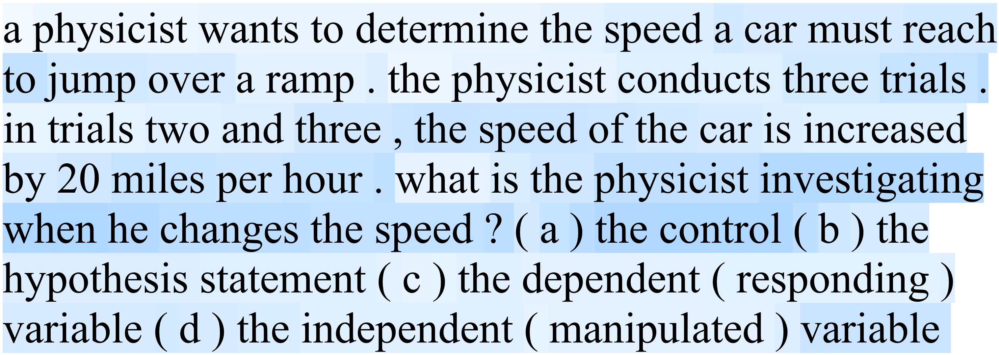 a physicist wants to determine the speed a car must reach
to jump over a ramp . the physicist conducts three trials .
in trials two and three , the speed of the car is increased
by 20 miles per hour . what is the physicist investigating
when he changes the speed ? ( a ) the control ( b ) the
hypothesis statement ( c ) the dependent ( responding )
variable ( d ) the independent ( manipulated ) variable